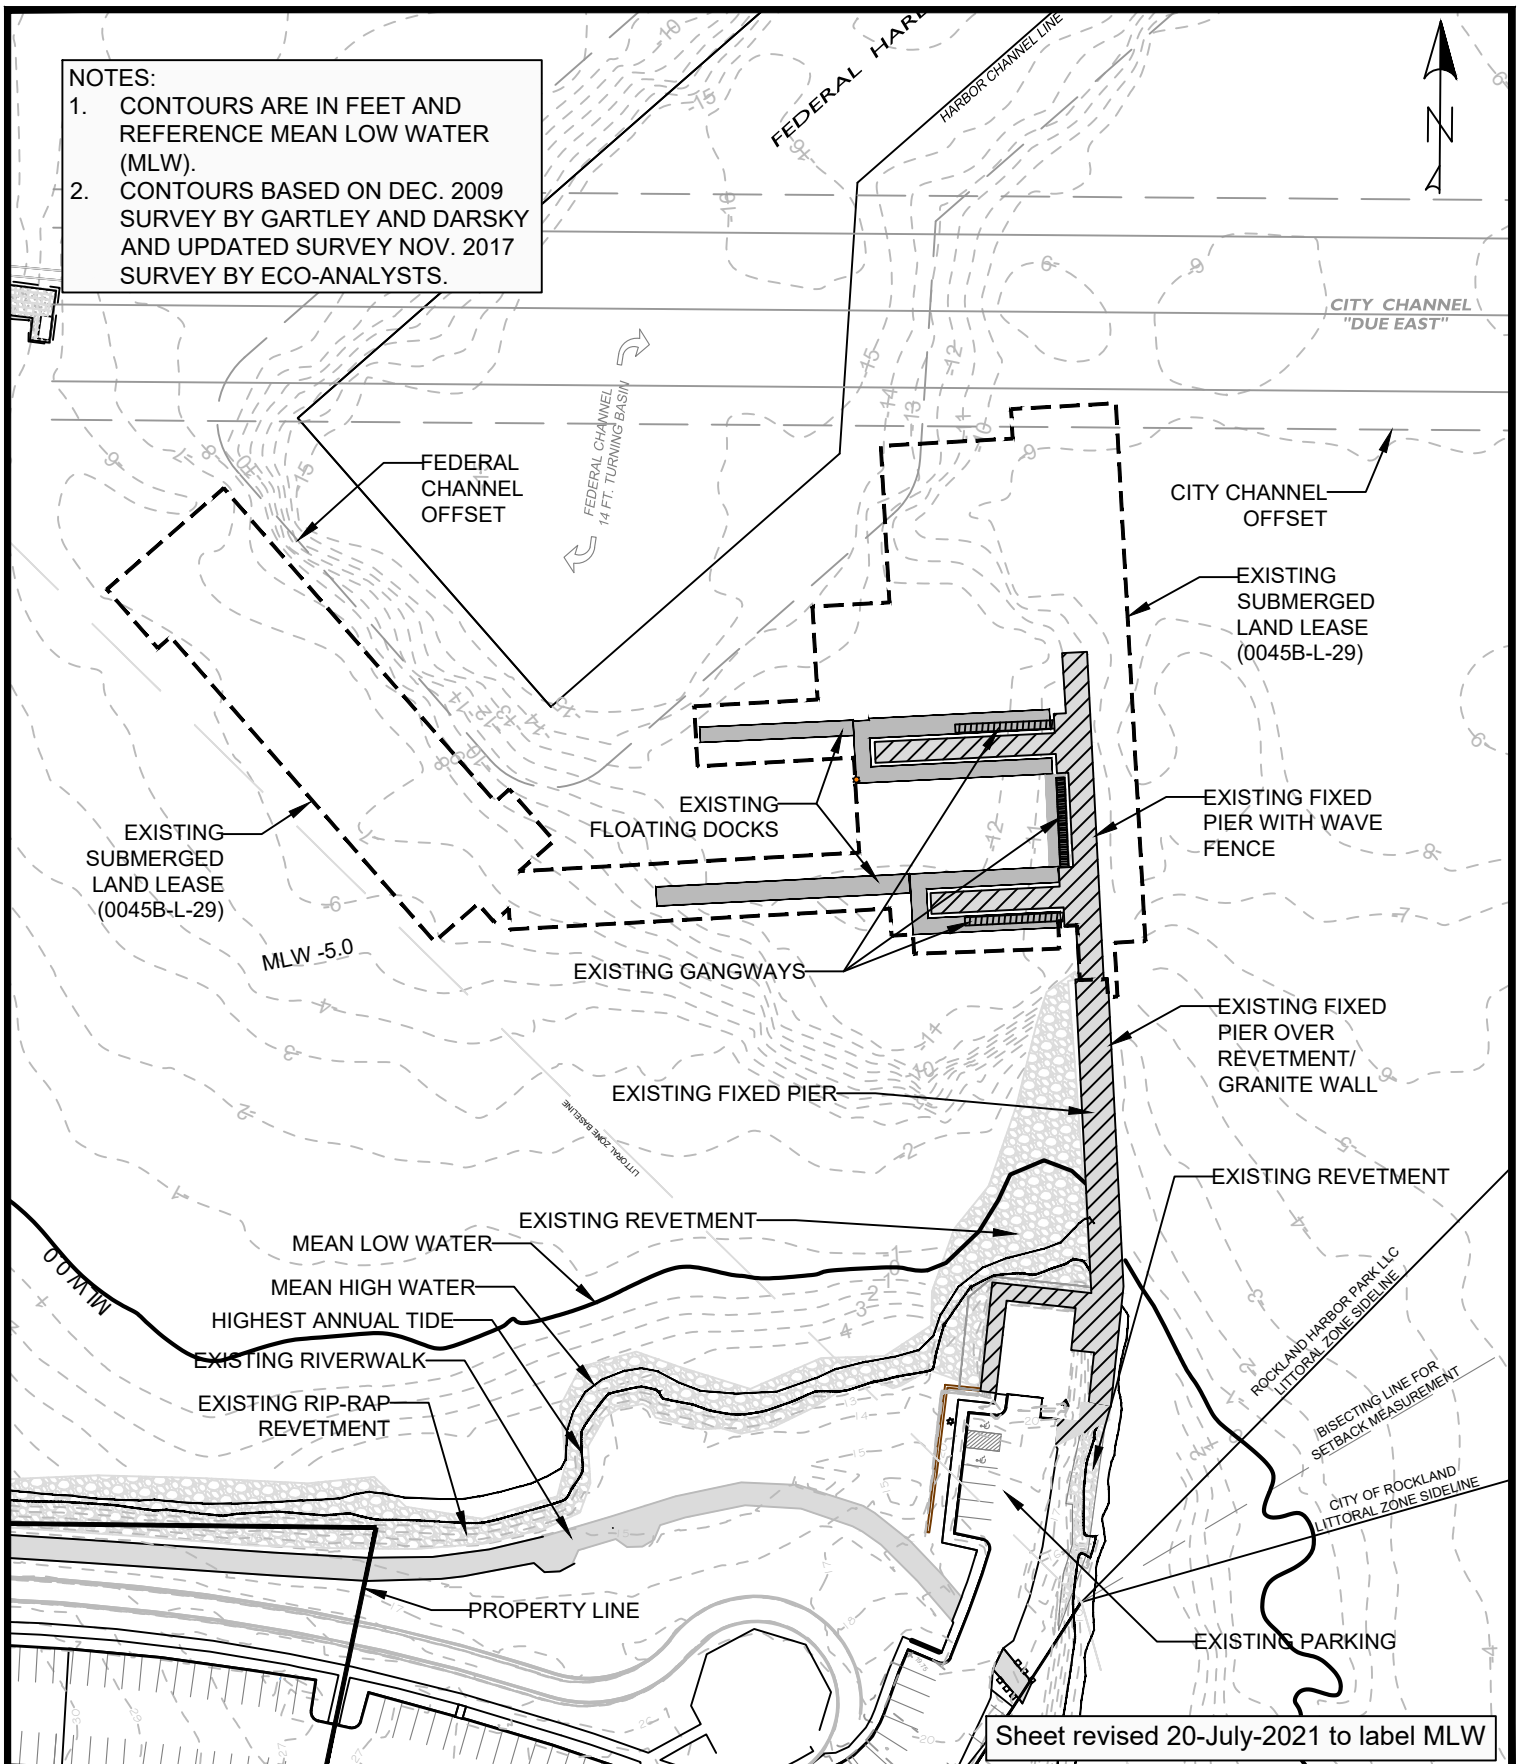 NOTES:
1. CONTOURS ARE IN FEET AND
REFERENCE MEAN LOW WATER
(MLW).
2. CONTOURS BASED ON DEC. 2009
SURVEY BY GARTLEY AND DARSKY
AND UPDATED SURVEY NOV. 2017
SURVEY BY ECO-ANALYSTS.
FEDERAL
HARBOR CHANNEL LINE
N
CITY CHANNEL
"DUE EAST"
FEDERAL CHANNEL
14 FT. TURNING BASIN
FEDERAL
CHANNEL
OFFSET
CITY CHANNEL
OFFSET
EXISTING
SUBMERGED
LAND LEASE
(0045B-L-29)
EXISTING
FLOATING DOCKS
EXISTING FIXED
PIER WITH WAVE
FENCE
EXISTING
SUBMERGED
LAND LEASE
(0045B-L-29)
MLW -5.0
EXISTING GANGWAYS
EXISTING FIXED
PIER OVER
REVETMENT/
GRANITE WALL
EXISTING FIXED PIER
LITTORAL ZONE BASELINE
EXISTING REVETMENT
EXISTING REVETMENT
MEAN LOW WATER
MLW 0.0
MEAN HIGH WATER
HIGHEST ANNUAL TIDE
EXISTING RIVERWALK
EXISTING RIP-RAP
REVETMENT
ROCKLAND HARBOR PARK LLC
LITTORAL ZONE SIDELINE
BISECTING LINE FOR
SETBACK MEASUREMENT
CITY OF ROCKLAND
LITTORAL ZONE SIDELINE
PROPERTY LINE
EXISTING PARKING
Sheet revised 20-July-2021 to label MLW